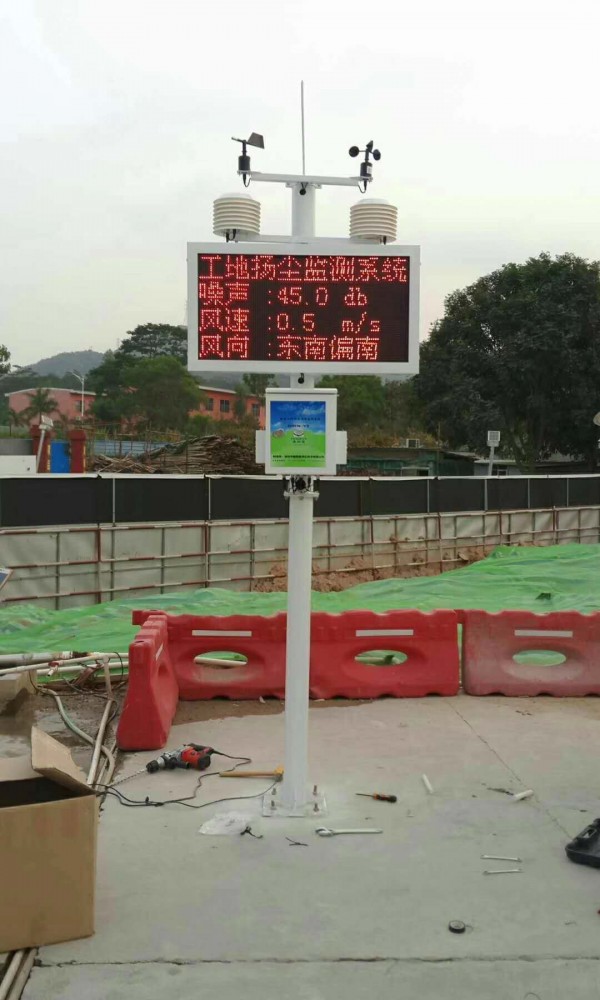 工地扬尘监测系统
噪声 :45.0 db
风速 :0.5 m/s
风向 :东南偏南